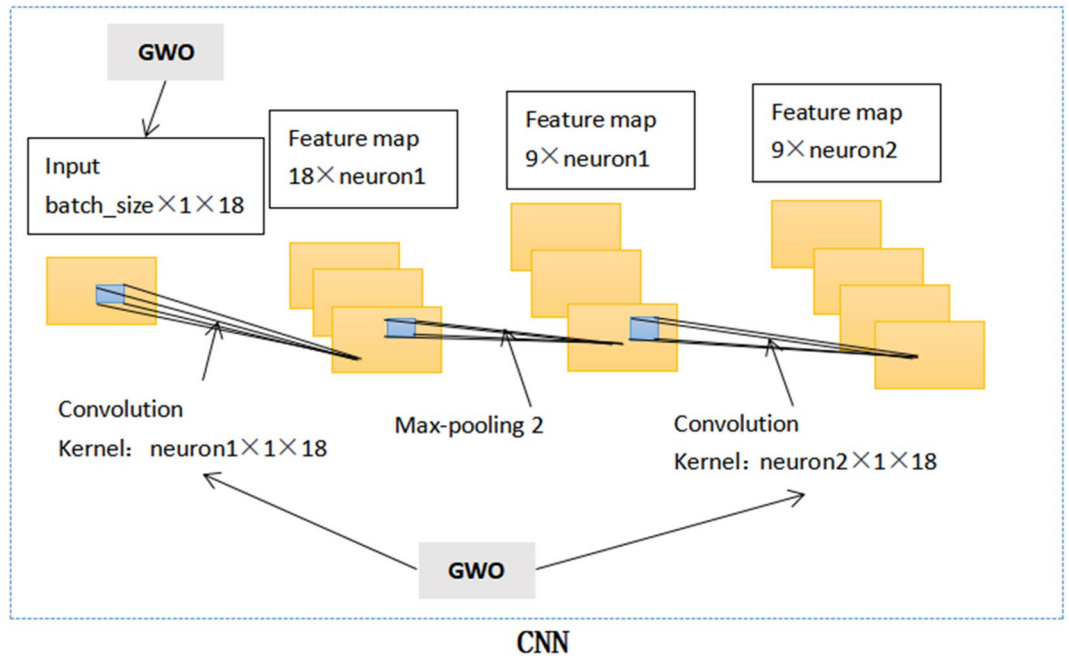 GWO
Input
batch_size×1×18
Feature map
18×neuron1
Feature map
9×neuron1
Feature map
9×neuron2
Convolution
Kernel：neuron1×1×18
Max-pooling 2
Convolution
Kernel：neuron2×1×18
GWO
CNN